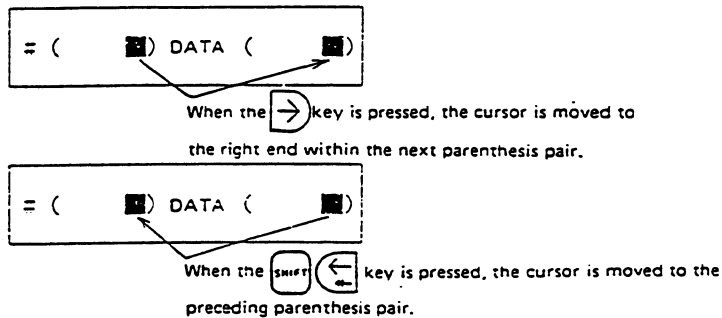 = ( ■) DATA ( ■)
When the → key is pressed, the cursor is moved to
the right end within the next parenthesis pair.
= ( ■) DATA ( ■)
When the SHIFT ← key is pressed, the cursor is moved to the
preceding parenthesis pair.